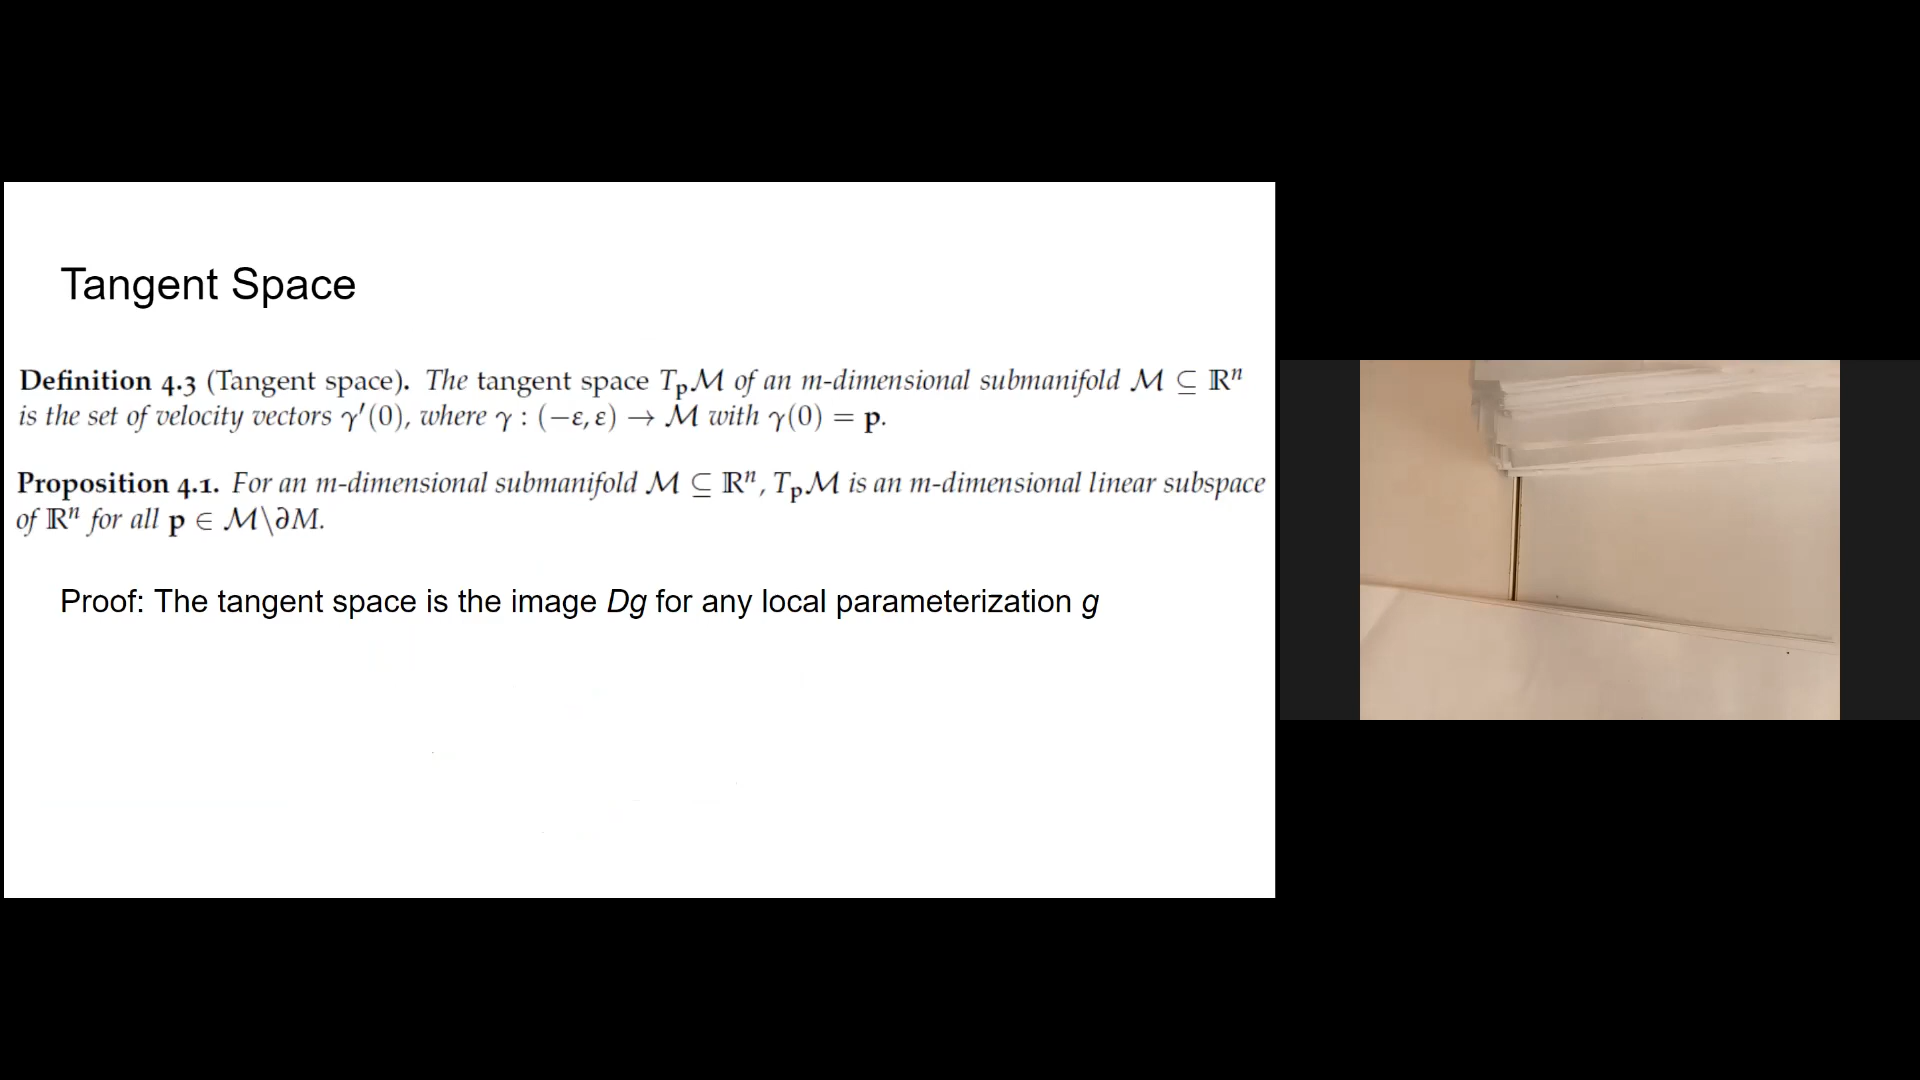 Tangent Space
Definition 4.3 (Tangent space). The tangent space TₚM of an m-dimensional submanifold M ⊆ ℝⁿ
is the set of velocity vectors γ′(0), where γ : (−ε, ε) → M with γ(0) = p.
Proposition 4.1. For an m-dimensional submanifold M ⊆ ℝⁿ, TₚM is an m-dimensional linear subspace
of ℝⁿ for all p ∈ M\∂M.
Proof: The tangent space is the image Dg for any local parameterization g